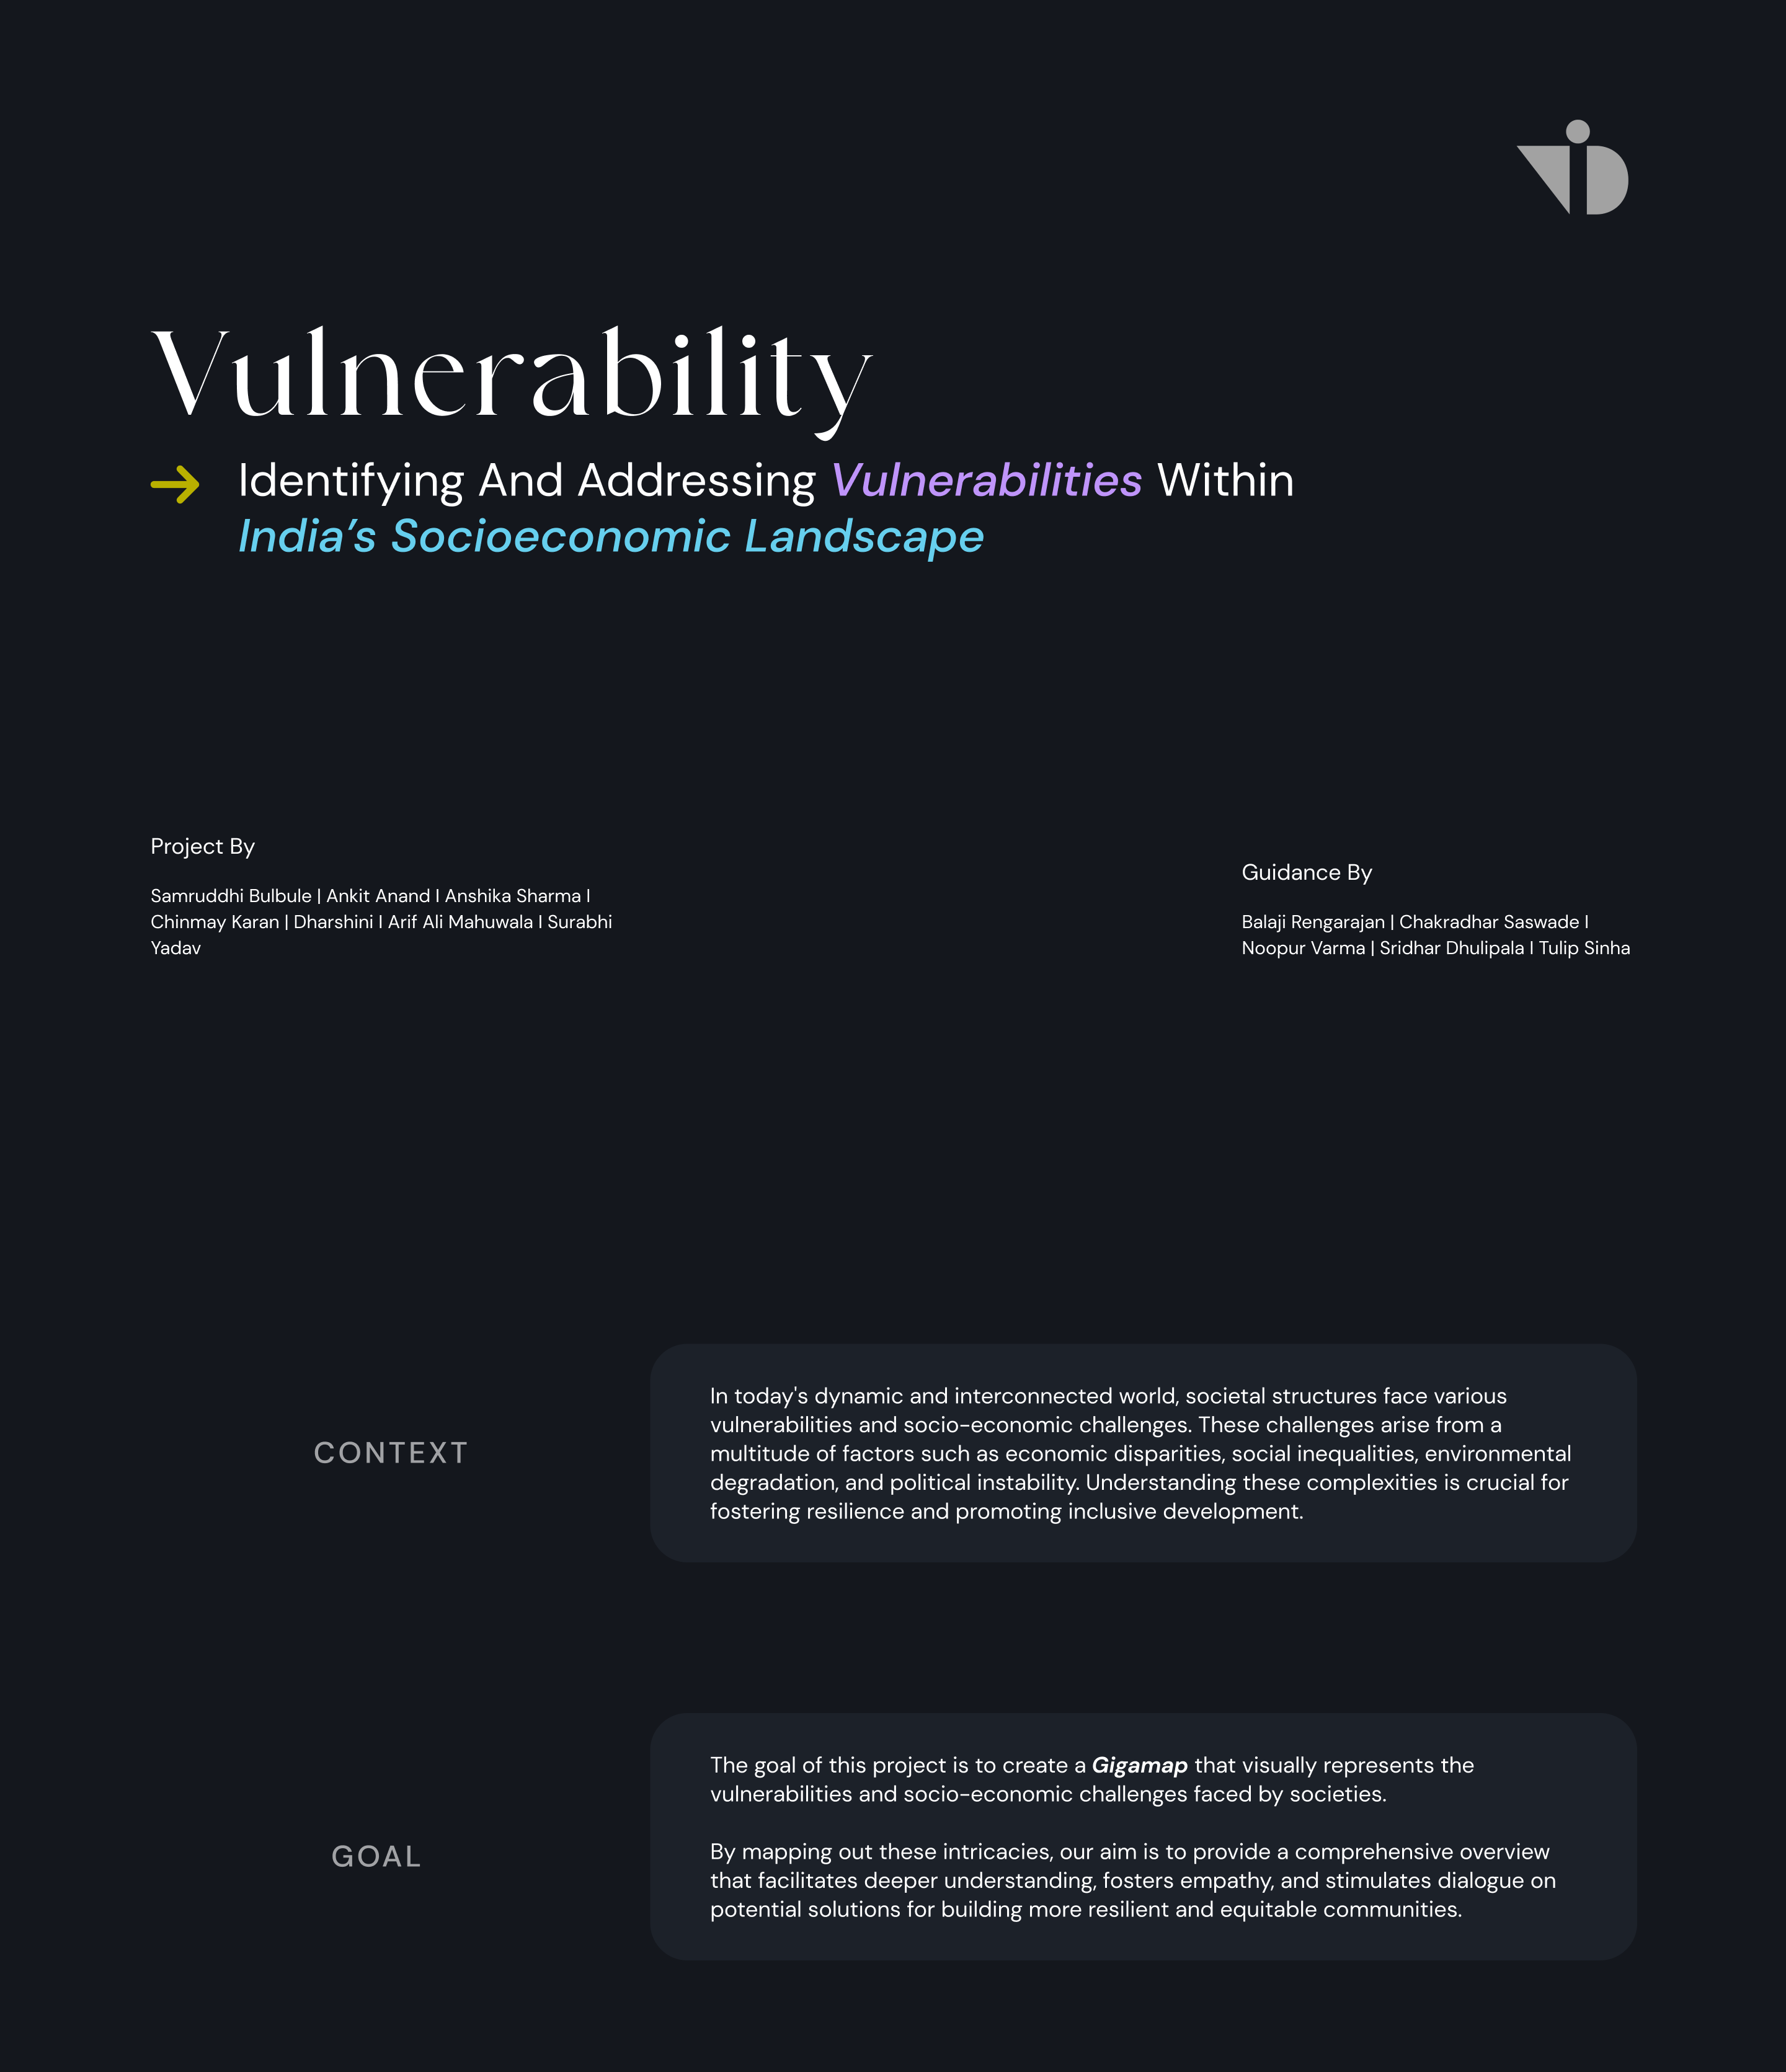 Vulnerability
Identifying And Addressing Vulnerabilities Within
India’s Socioeconomic Landscape
Project By
Samruddhi Bulbule | Ankit Anand I Anshika Sharma I
Chinmay Karan | Dharshini I Arif Ali Mahuwala I Surabhi
Yadav
Guidance By
Balaji Rengarajan | Chakradhar Saswade I
Noopur Varma | Sridhar Dhulipala I Tulip Sinha
CONTEXT
In today's dynamic and interconnected world, societal structures face various
vulnerabilities and socio-economic challenges. These challenges arise from a
multitude of factors such as economic disparities, social inequalities, environmental
degradation, and political instability. Understanding these complexities is crucial for
fostering resilience and promoting inclusive development.
GOAL
The goal of this project is to create a Gigamap that visually represents the
vulnerabilities and socio-economic challenges faced by societies.
By mapping out these intricacies, our aim is to provide a comprehensive overview
that facilitates deeper understanding, fosters empathy, and stimulates dialogue on
potential solutions for building more resilient and equitable communities.